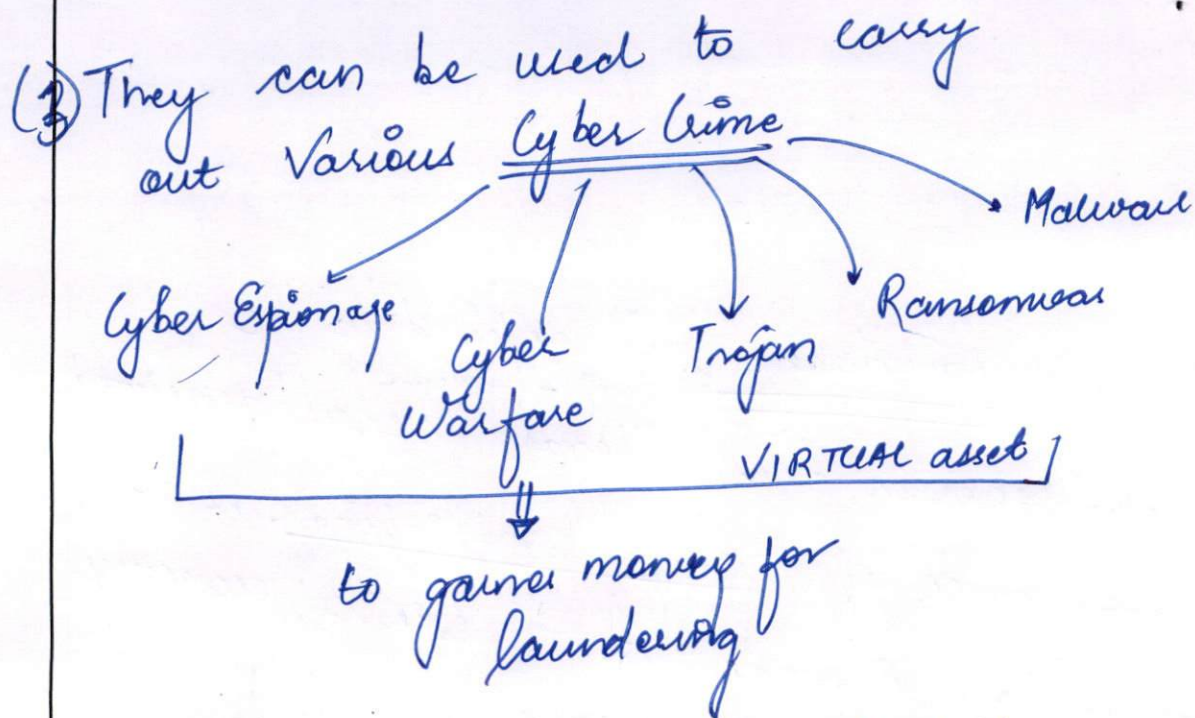 (3) They can be used to carry
out Various Cyber Crime
Malware
Cyber Espionage
Ransomwear
Cyber
Warfare
Trojan
VIRTUAL asset
to gainer money for
laundering